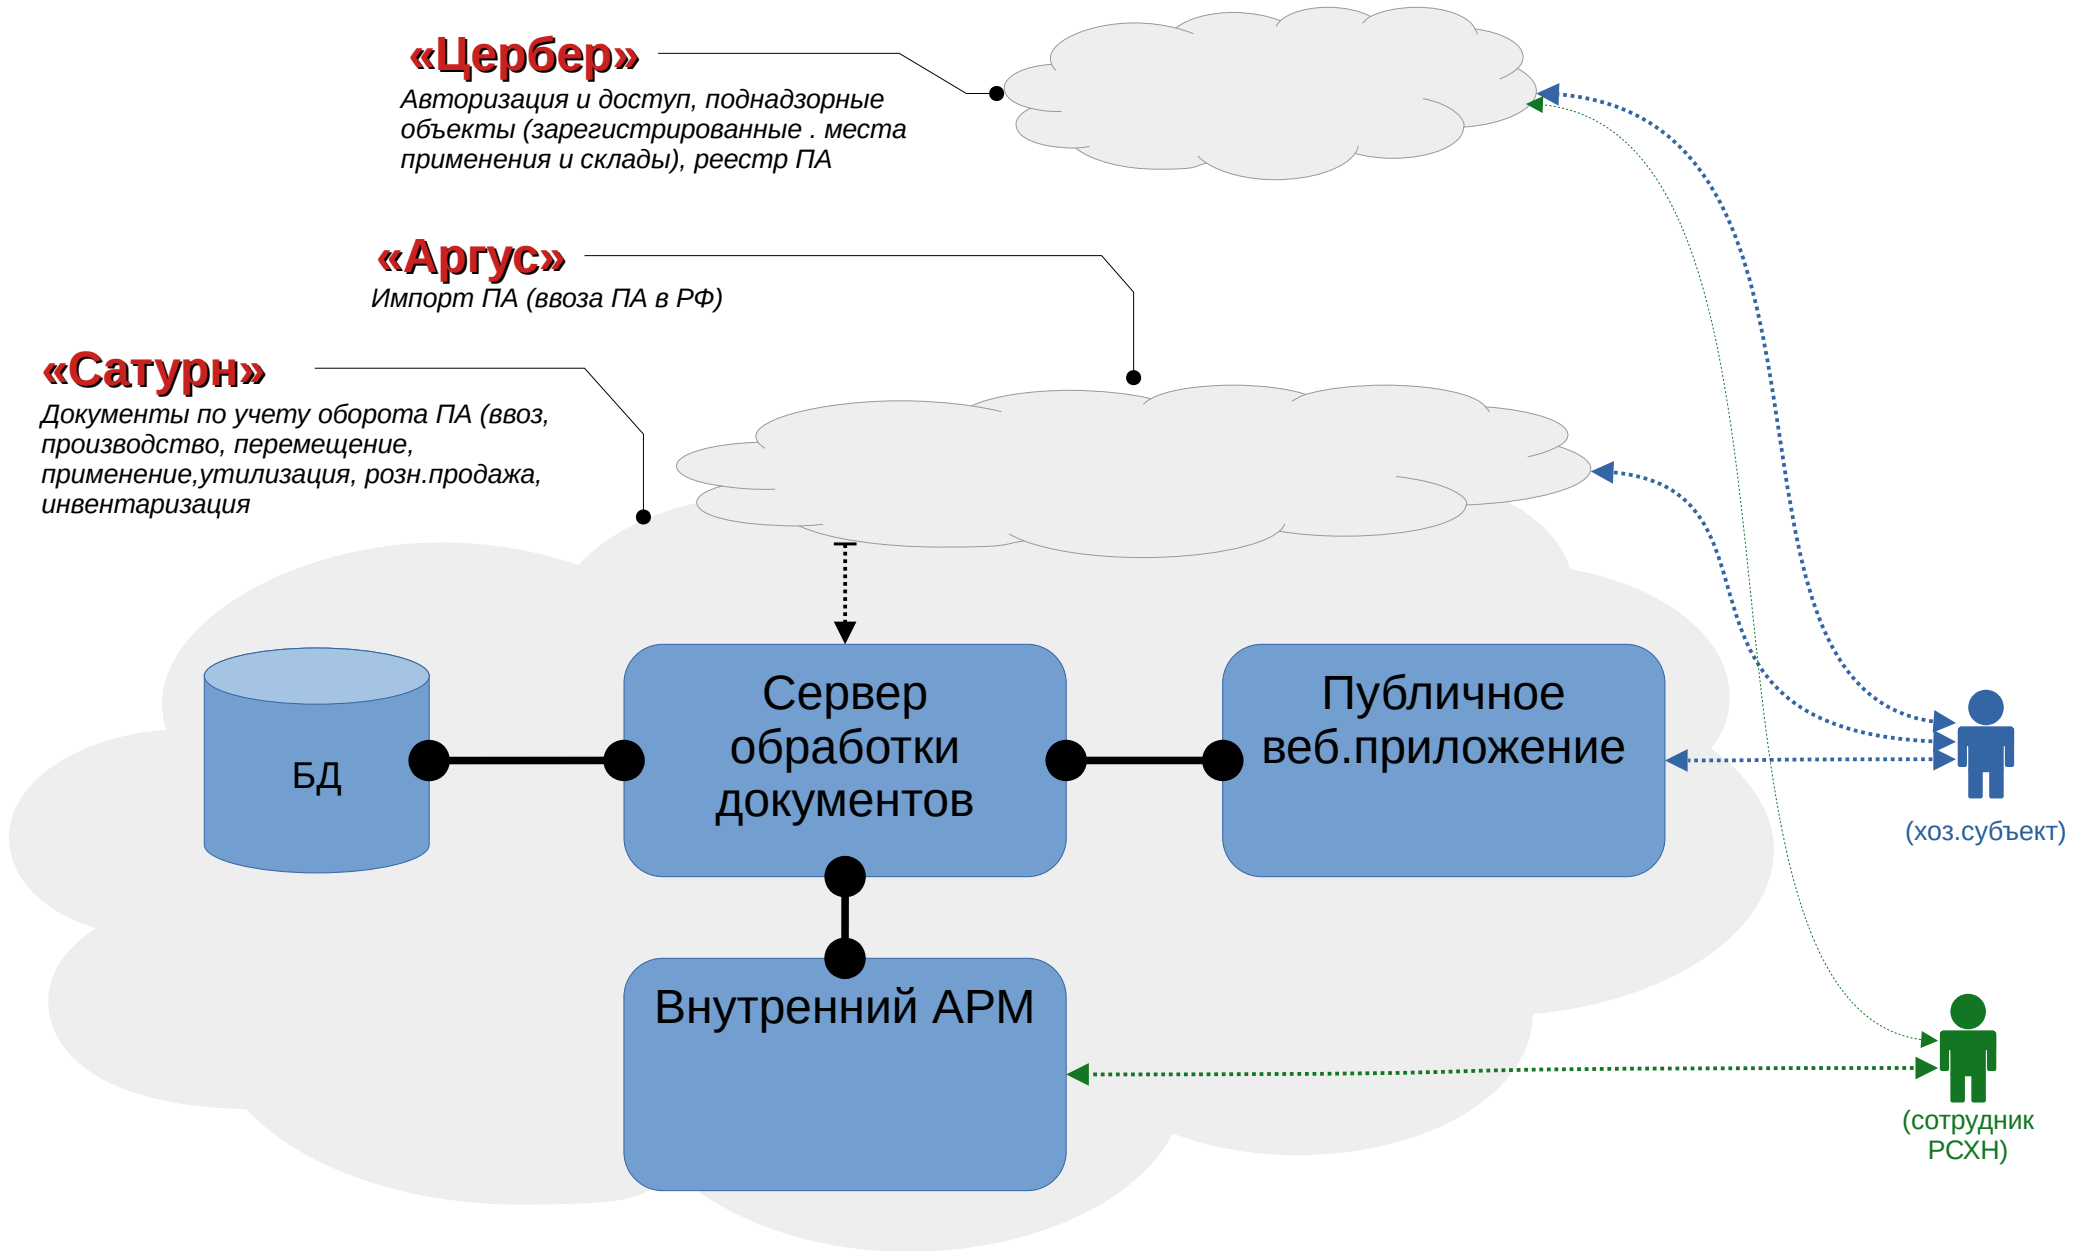 «Цербер»
Авторизация и доступ, поднадзорные
объекты (зарегистрированные . места
применения и склады), реестр ПА
«Аргус»
Импорт ПА (ввоза ПА в РФ)
«Сатурн»
Документы по учету оборота ПА (ввоз,
производство, перемещение,
применение,утилизация, розн.продажа,
инвентаризация
БД
Сервер
обработки
документов
Публичное
веб.приложение
(хоз.субъект)
Внутренний АРМ
(сотрудник
РСХН)